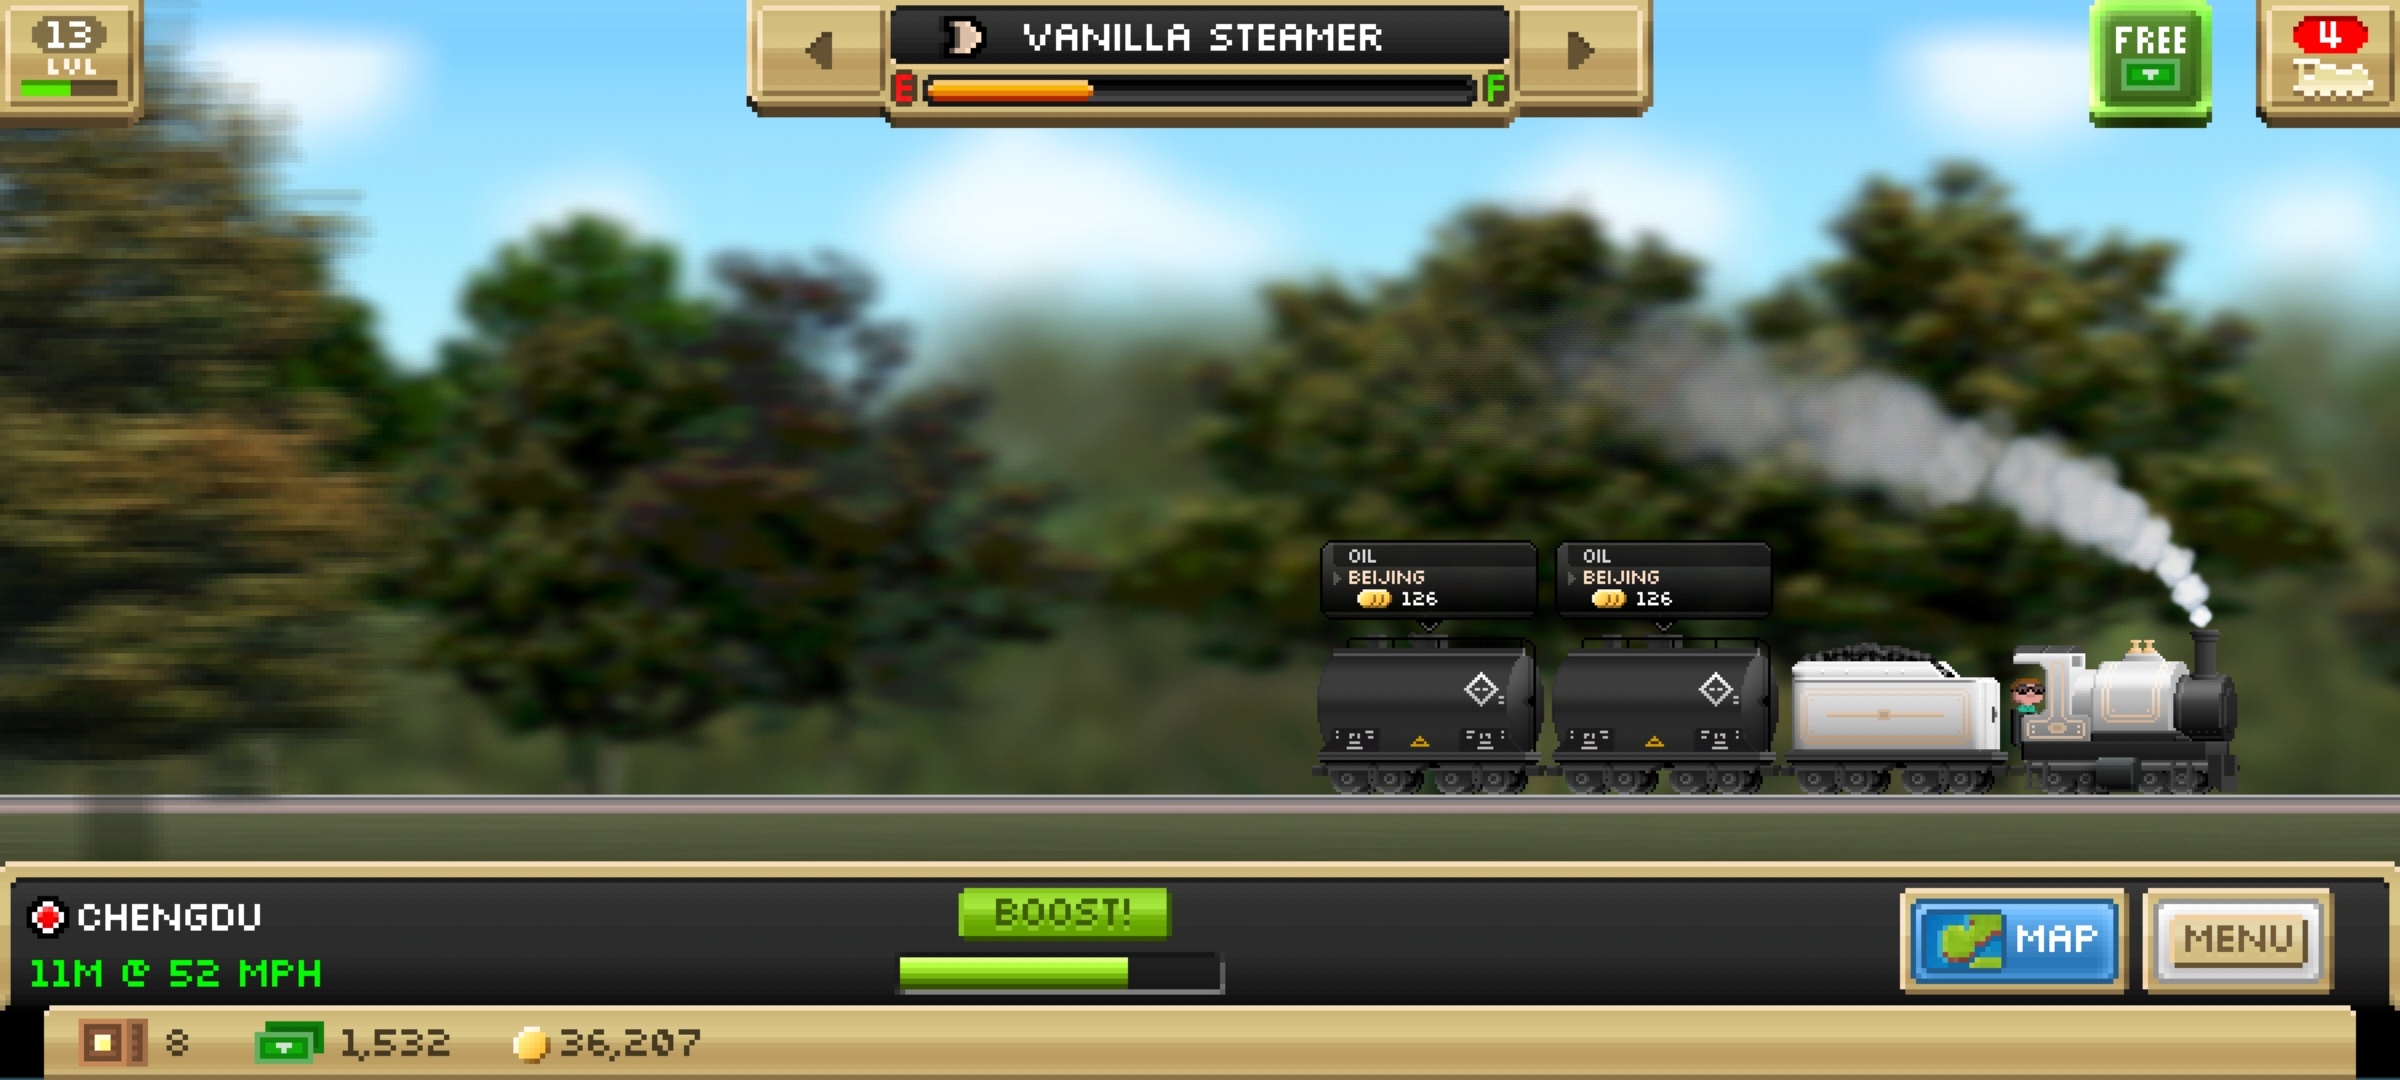 13
LVL
VANILLA STEAMER
E F
FREE
4
OIL
BEIJING
126
OIL
BEIJING
126
CHENGDU
11M @ 52 MPH
BOOST!
MAP
MENU
8 1,532 36,207